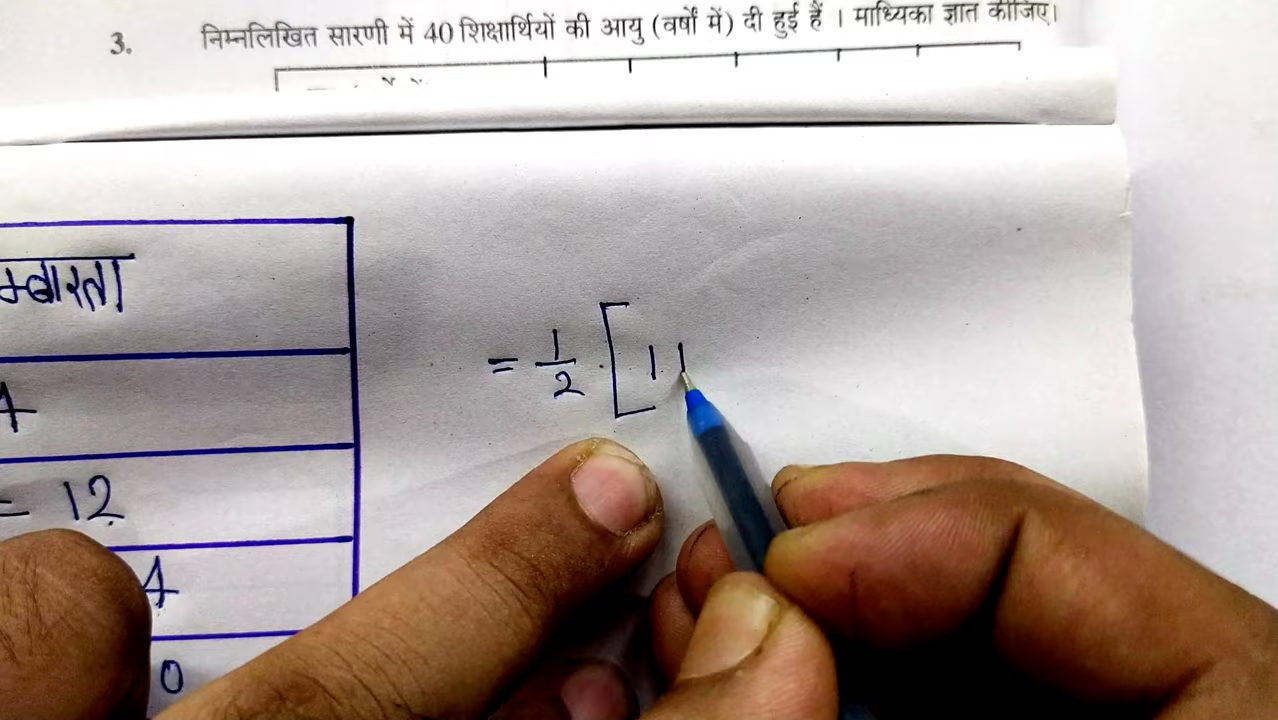 3. निम्नलिखित सारणी में 40 शिक्षार्थियों की आयु (वर्षों में) दी हुई हैं । माध्यिका ज्ञात कीजिए।
म्बारता
4
= 1/2 . [ 11
= 12
4
0